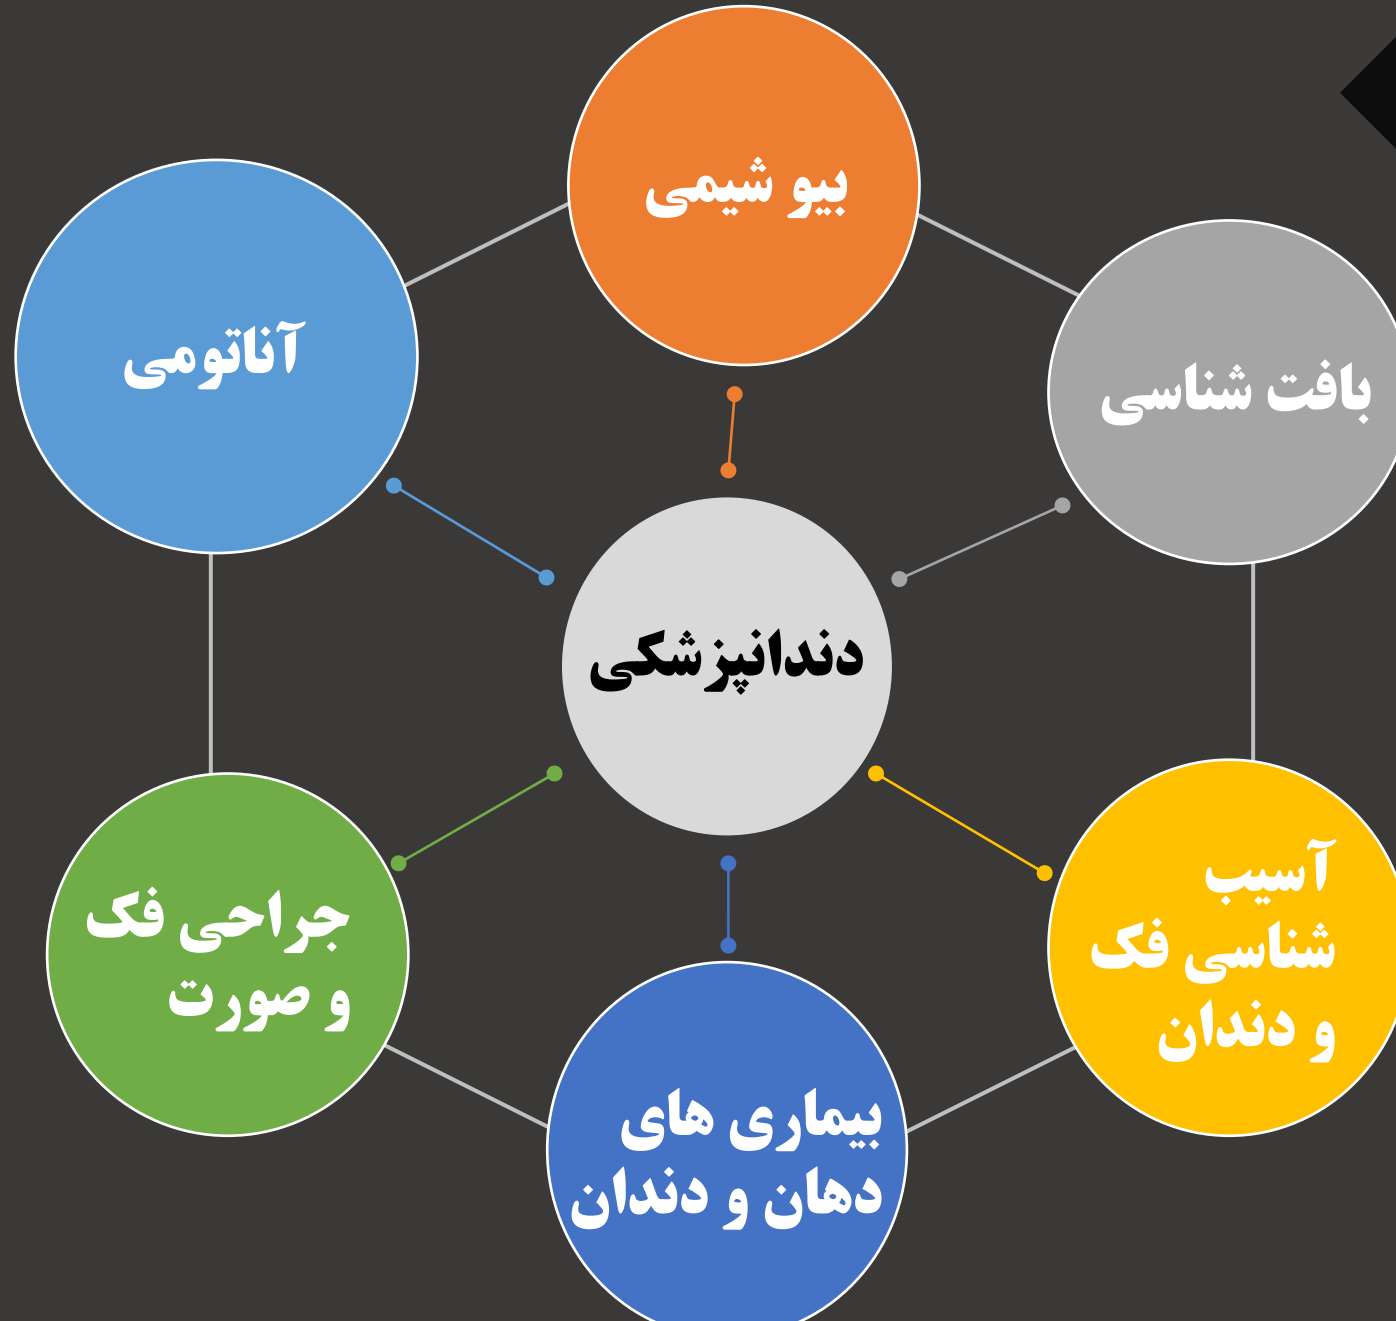 بیو شیمی
بافت شناسی
آناتومی
دندانپزشکی
آسیب
شناسی فک
و دندان
جراحی فک
و صورت
بیماری های
دهان و دندان